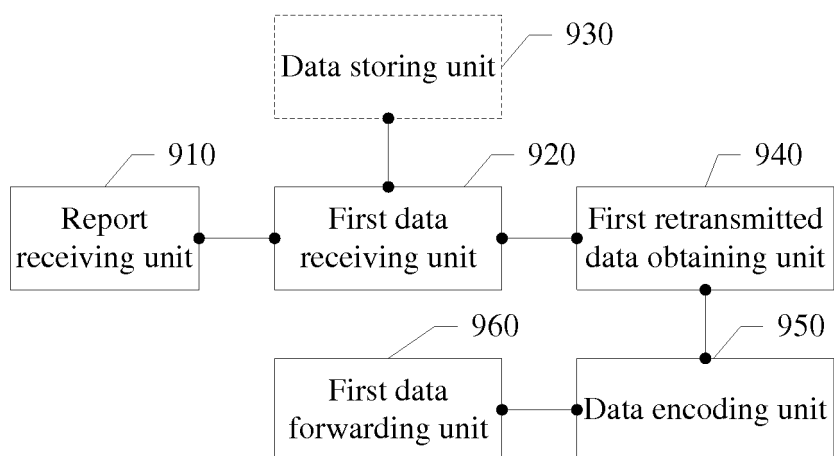 930
Data storing unit
910
920
940
Report
receiving unit
First data
receiving unit
First retransmitted
data obtaining unit
960
950
First data
forwarding unit
Data encoding unit